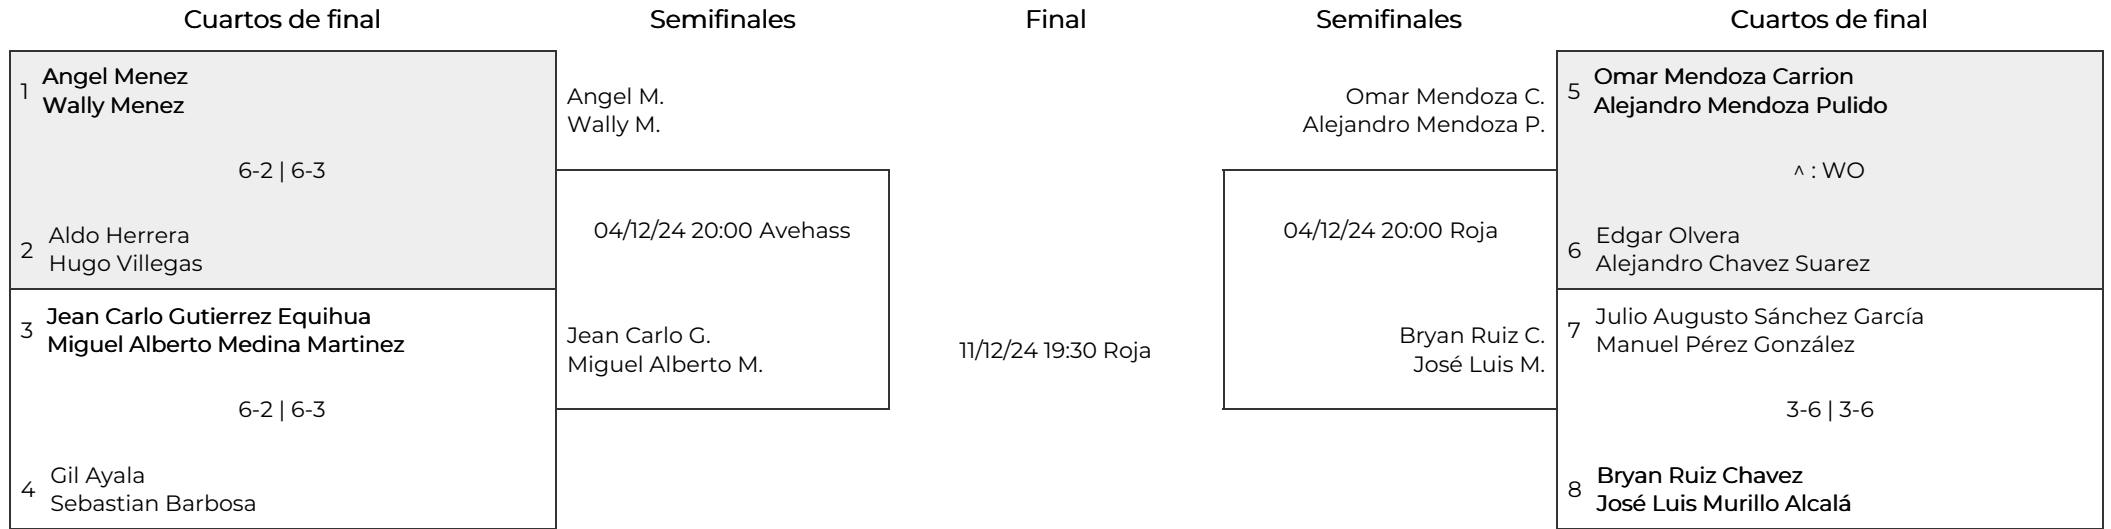 Cuartos de final
Semifinales
Final
Semifinales
Cuartos de final
1
Angel Menez
Wally Menez
6-2 | 6-3
2
Aldo Herrera
Hugo Villegas
3
Jean Carlo Gutierrez Equihua
Miguel Alberto Medina Martinez
6-2 | 6-3
4
Gil Ayala
Sebastian Barbosa
Angel M.
Wally M.
04/12/24 20:00 Avehass
Jean Carlo G.
Miguel Alberto M.
11/12/24 19:30 Roja
Omar Mendoza C.
Alejandro Mendoza P.
04/12/24 20:00 Roja
Bryan Ruiz C.
José Luis M.
5
Omar Mendoza Carrion
Alejandro Mendoza Pulido
^ : WO
6
Edgar Olvera
Alejandro Chavez Suarez
7
Julio Augusto Sánchez García
Manuel Pérez González
3-6 | 3-6
8
Bryan Ruiz Chavez
José Luis Murillo Alcalá